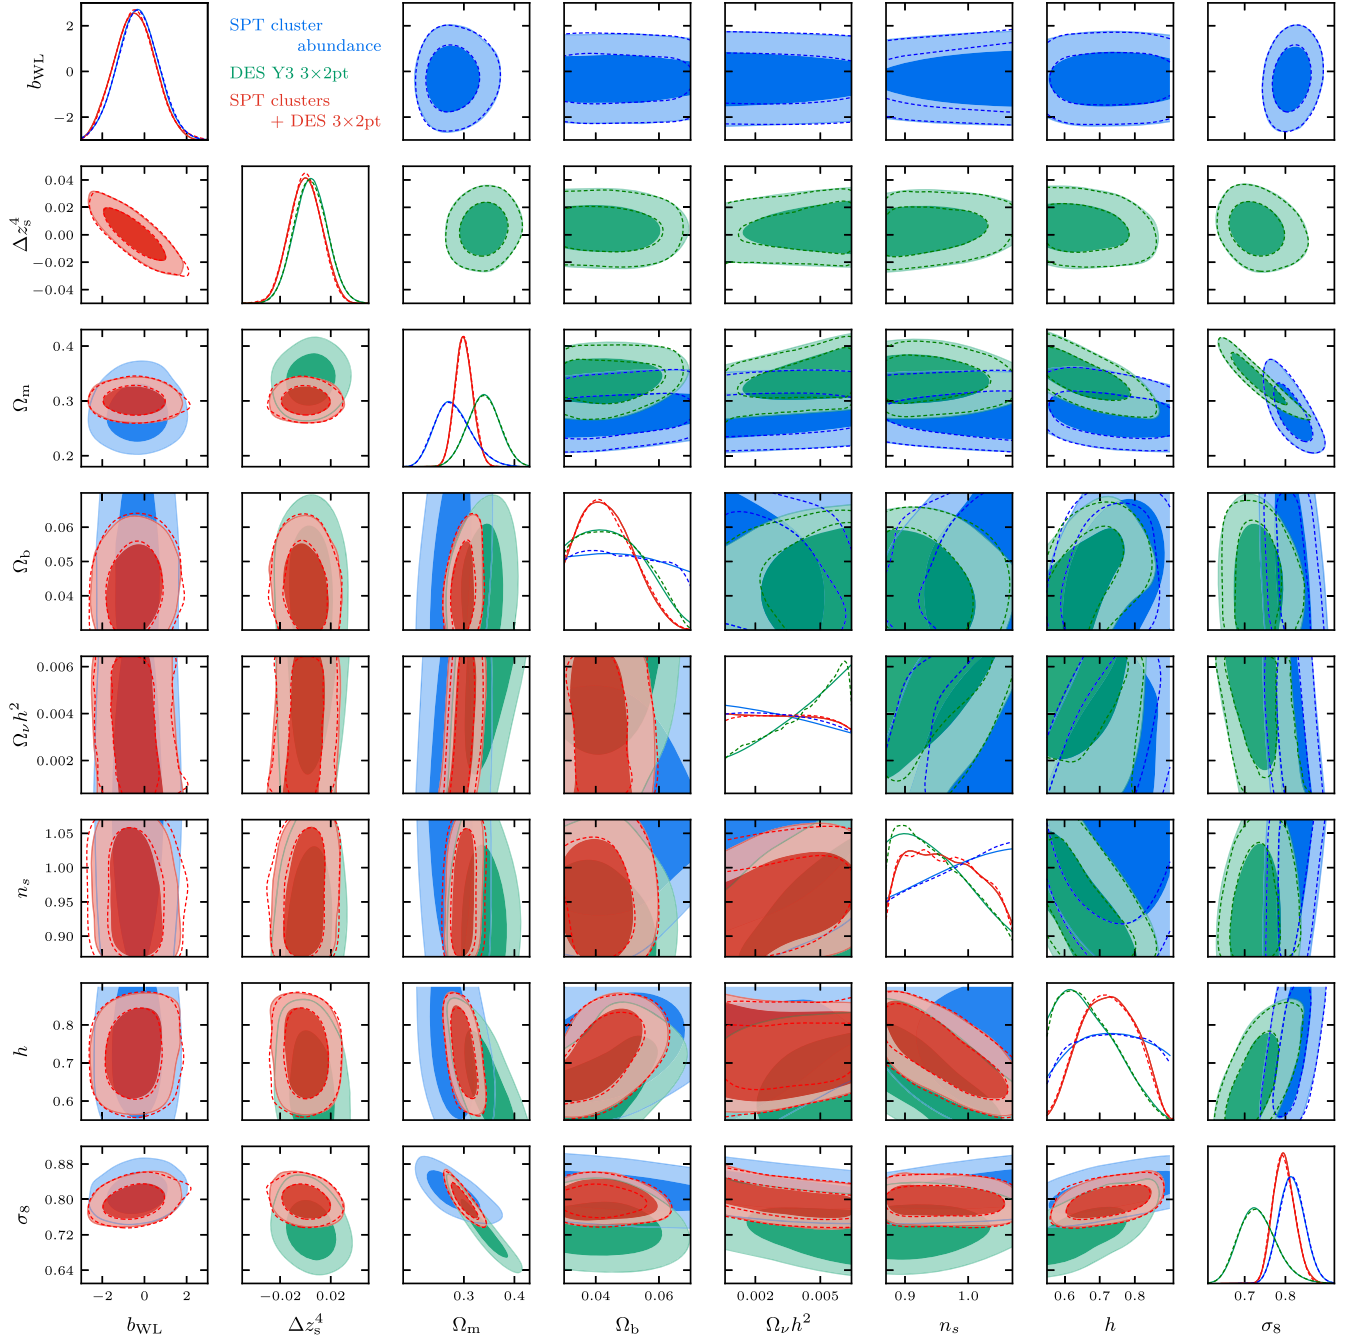 2
0
−2
b_WL
SPT cluster
abundance
DES Y3 3×2pt
SPT clusters
+ DES 3×2pt
0.04
0.02
0.00
−0.02
−0.04
Δz_s^4
0.4
0.3
0.2
Ω_m
0.06
0.05
0.04
Ω_b
0.006
0.004
0.002
Ω_νh²
1.05
1.00
0.95
0.90
n_s
0.8
0.7
0.6
h
0.88
0.80
0.72
0.64
σ_8
−2 0 2
−0.02 0.02
0.3 0.4
0.04 0.06
0.002 0.005
0.9 1.0
0.6 0.7 0.8
0.7 0.8
b_WL Δz_s^4 Ω_m Ω_b Ω_νh² n_s h σ_8